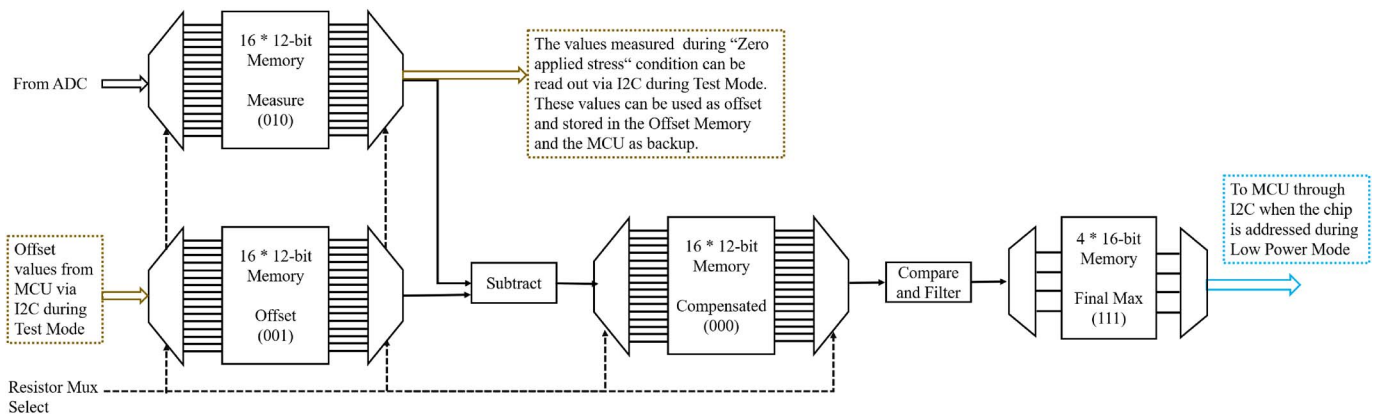 From ADC
16 * 12-bit
Memory
Measure
(010)
The values measured during “Zero
applied stress“ condition can be
read out via I2C during Test Mode.
These values can be used as offset
and stored in the Offset Memory
and the MCU as backup.
Offset
values from
MCU via
I2C during
Test Mode
16 * 12-bit
Memory
Offset
(001)
Subtract
16 * 12-bit
Memory
Compensated
(000)
Compare
and Filter
4 * 16-bit
Memory
Final Max
(111)
To MCU through
I2C when the chip
is addressed during
Low Power Mode
Resistor Mux
Select